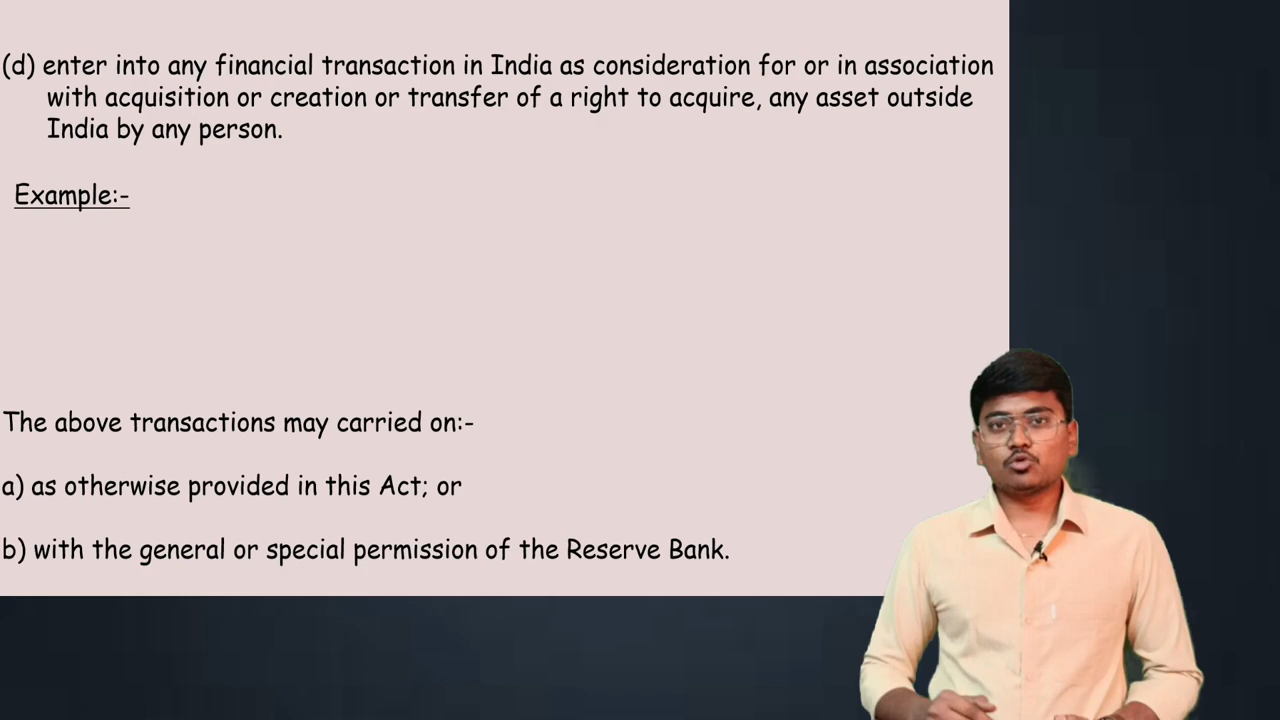 (d) enter into any financial transaction in India as consideration for or in association
with acquisition or creation or transfer of a right to acquire, any asset outside
India by any person.
Example:-
The above transactions may carried on:-
a) as otherwise provided in this Act; or
b) with the general or special permission of the Reserve Bank.